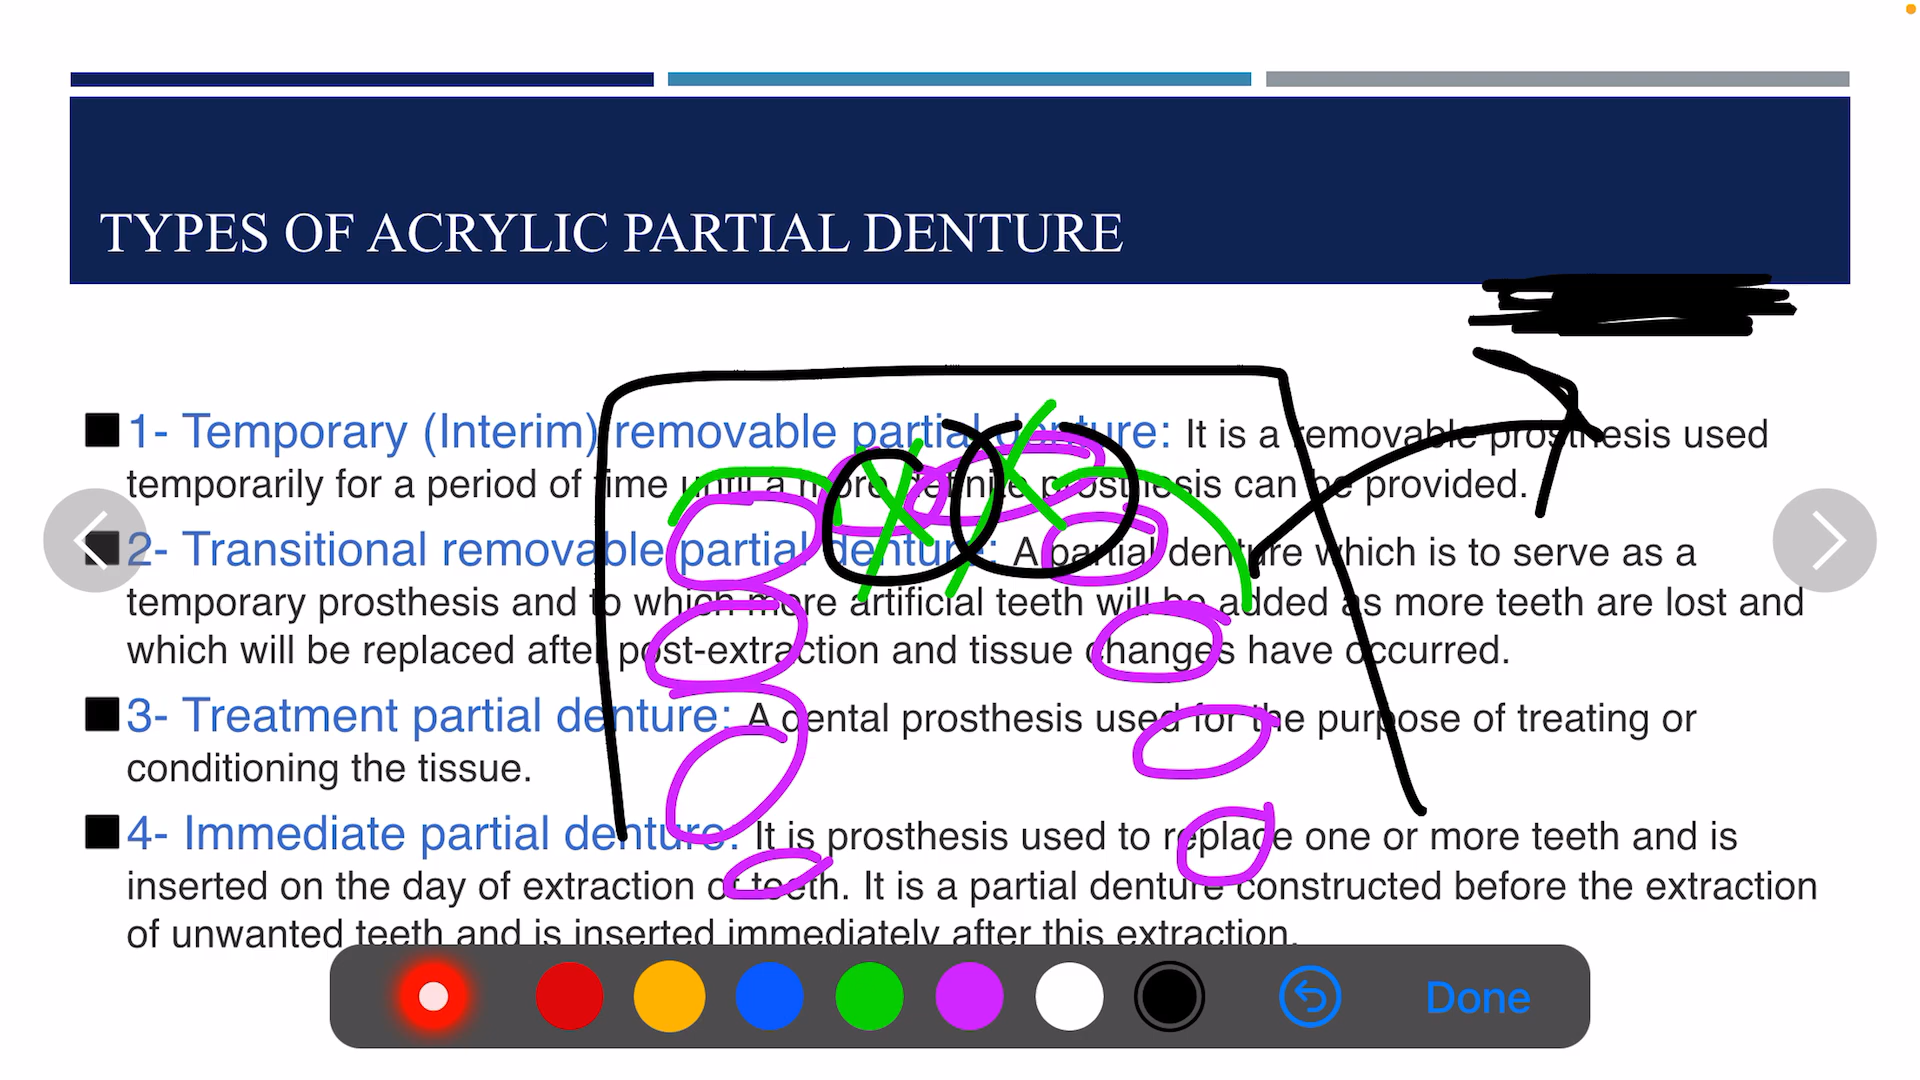 TYPES OF ACRYLIC PARTIAL DENTURE
1- Temporary (Interim) removable partial denture: It is a removable prosthesis used
temporarily for a period of time until a more definite prosthesis can be provided.
2- Transitional removable partial denture: A partial denture which is to serve as a
temporary prosthesis and to which more artificial teeth will be added as more teeth are lost and
which will be replaced after post-extraction and tissue changes have occurred.
3- Treatment partial denture: A dental prosthesis used for the purpose of treating or
conditioning the tissue.
4- Immediate partial denture: It is prosthesis used to replace one or more teeth and is
inserted on the day of extraction of teeth. It is a partial denture constructed before the extraction
of unwanted teeth and is inserted immediately after this extraction.
Done